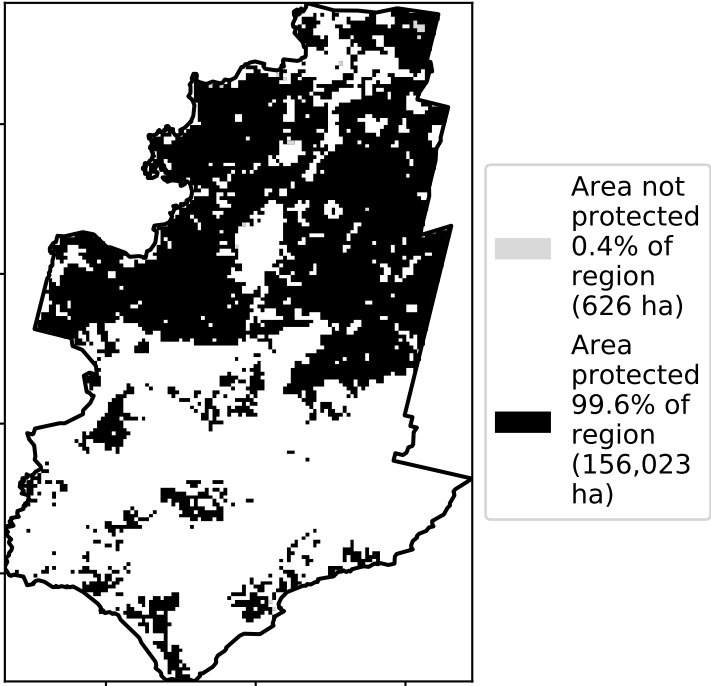 Area not
protected
0.4% of
region
(626 ha)
Area
protected
99.6% of
region
(156,023
ha)